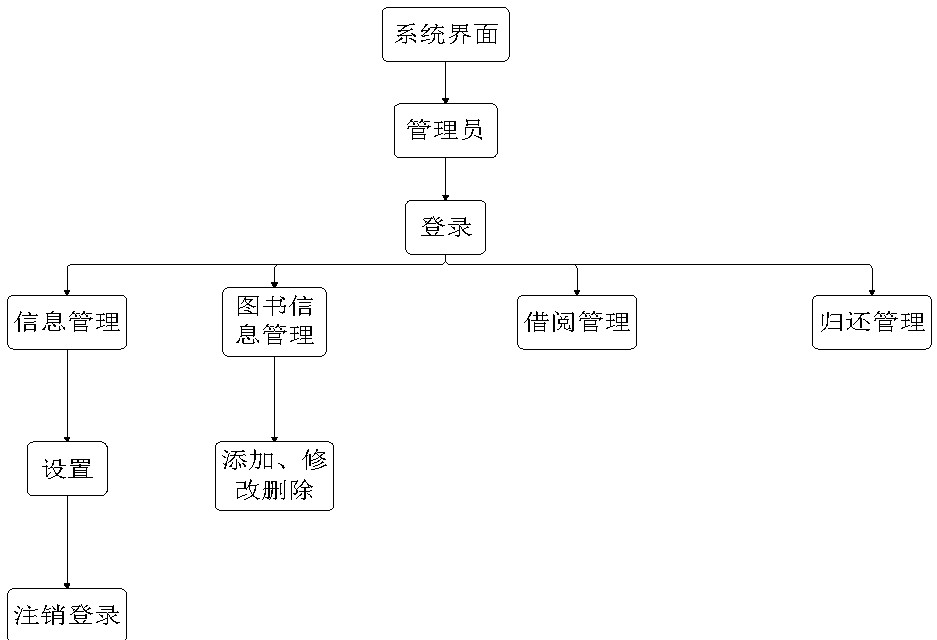 系统界面
管理员
登录
信息管理
图书信
息管理
借阅管理
归还管理
设置
添加、修
改删除
注销登录